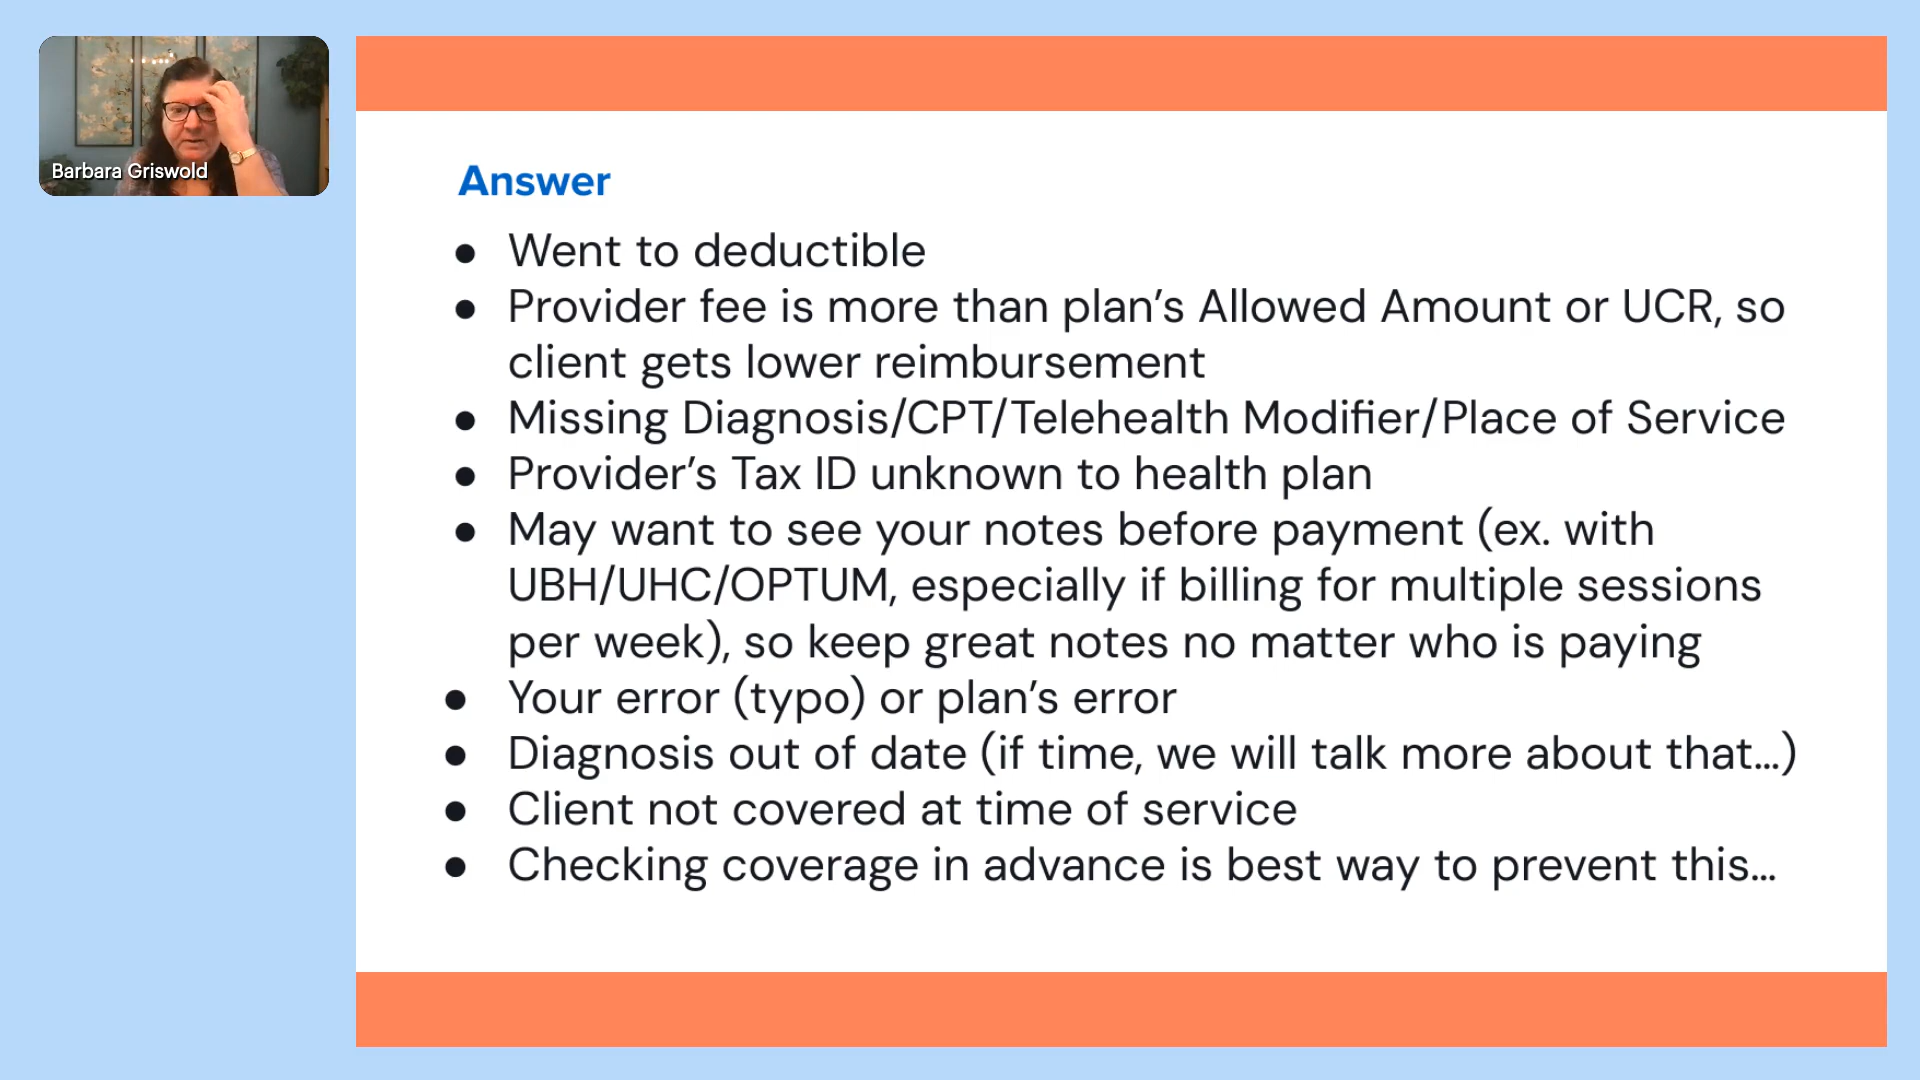 Barbara Griswold
Answer
● Went to deductible
● Provider fee is more than plan’s Allowed Amount or UCR, so
client gets lower reimbursement
● Missing Diagnosis/CPT/Telehealth Modifier/Place of Service
● Provider’s Tax ID unknown to health plan
● May want to see your notes before payment (ex. with
UBH/UHC/OPTUM, especially if billing for multiple sessions
per week), so keep great notes no matter who is paying
● Your error (typo) or plan’s error
● Diagnosis out of date (if time, we will talk more about that...)
● Client not covered at time of service
● Checking coverage in advance is best way to prevent this...